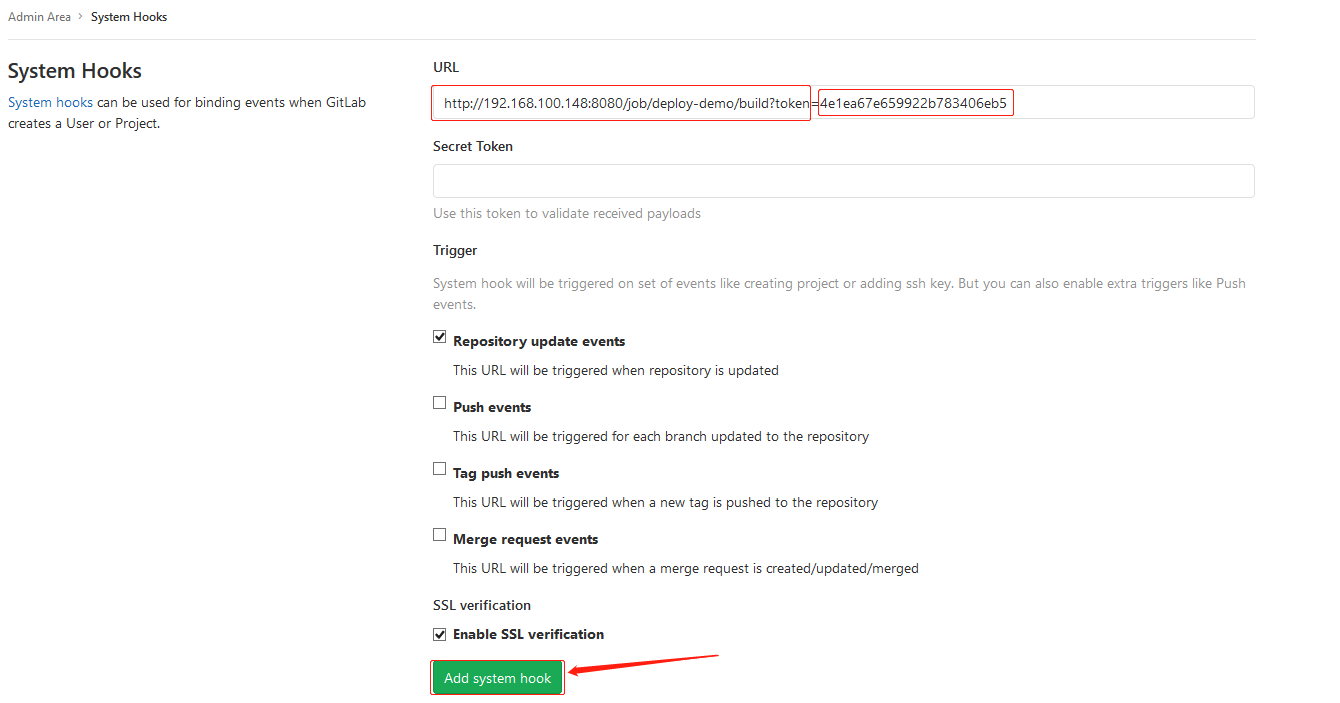 Admin Area › System Hooks
System Hooks
System hooks can be used for binding events when GitLab
creates a User or Project.
URL
http://192.168.100.148:8080/job/deploy-demo/build?token=4e1ea67e659922b783406eb5
Secret Token
Use this token to validate received payloads
Trigger
System hook will be triggered on set of events like creating project or adding ssh key. But you can also enable extra triggers like Push
events.
Repository update events
This URL will be triggered when repository is updated
Push events
This URL will be triggered for each branch updated to the repository
Tag push events
This URL will be triggered when a new tag is pushed to the repository
Merge request events
This URL will be triggered when a merge request is created/updated/merged
SSL verification
Enable SSL verification
Add system hook